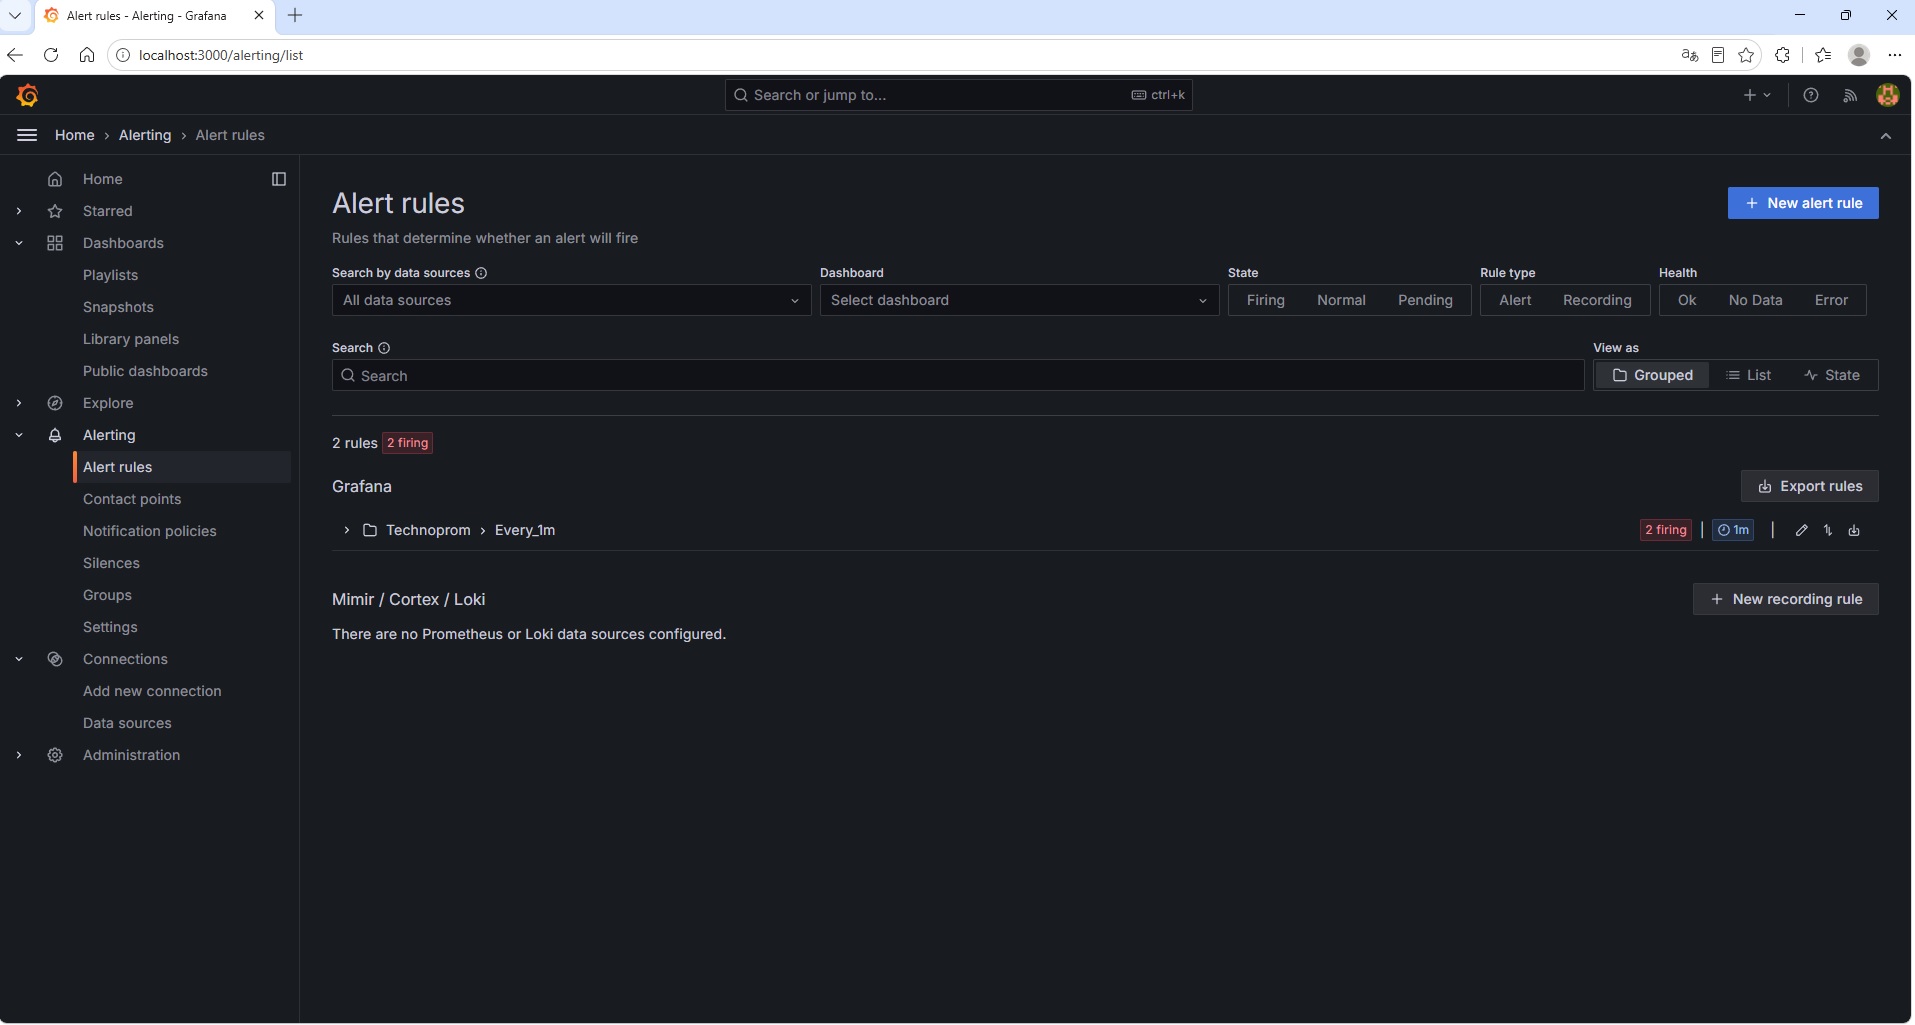 Alert rules - Alerting - Grafana
localhost:3000/alerting/list
Search or jump to...
ctrl+k
Home › Alerting › Alert rules
Home
Starred
Dashboards
Playlists
Snapshots
Library panels
Public dashboards
Explore
Alerting
Alert rules
Contact points
Notification policies
Silences
Groups
Settings
Connections
Add new connection
Data sources
Administration
Alert rules
New alert rule
Rules that determine whether an alert will fire
Search by data sources
Dashboard
State
Rule type
Health
All data sources
Select dashboard
Firing Normal Pending
Alert Recording
Ok No Data Error
Search
View as
Search
Grouped List State
2 rules 2 firing
Grafana
Export rules
Technoprom › Every_1m
2 firing | 1m |
Mimir / Cortex / Loki
New recording rule
There are no Prometheus or Loki data sources configured.